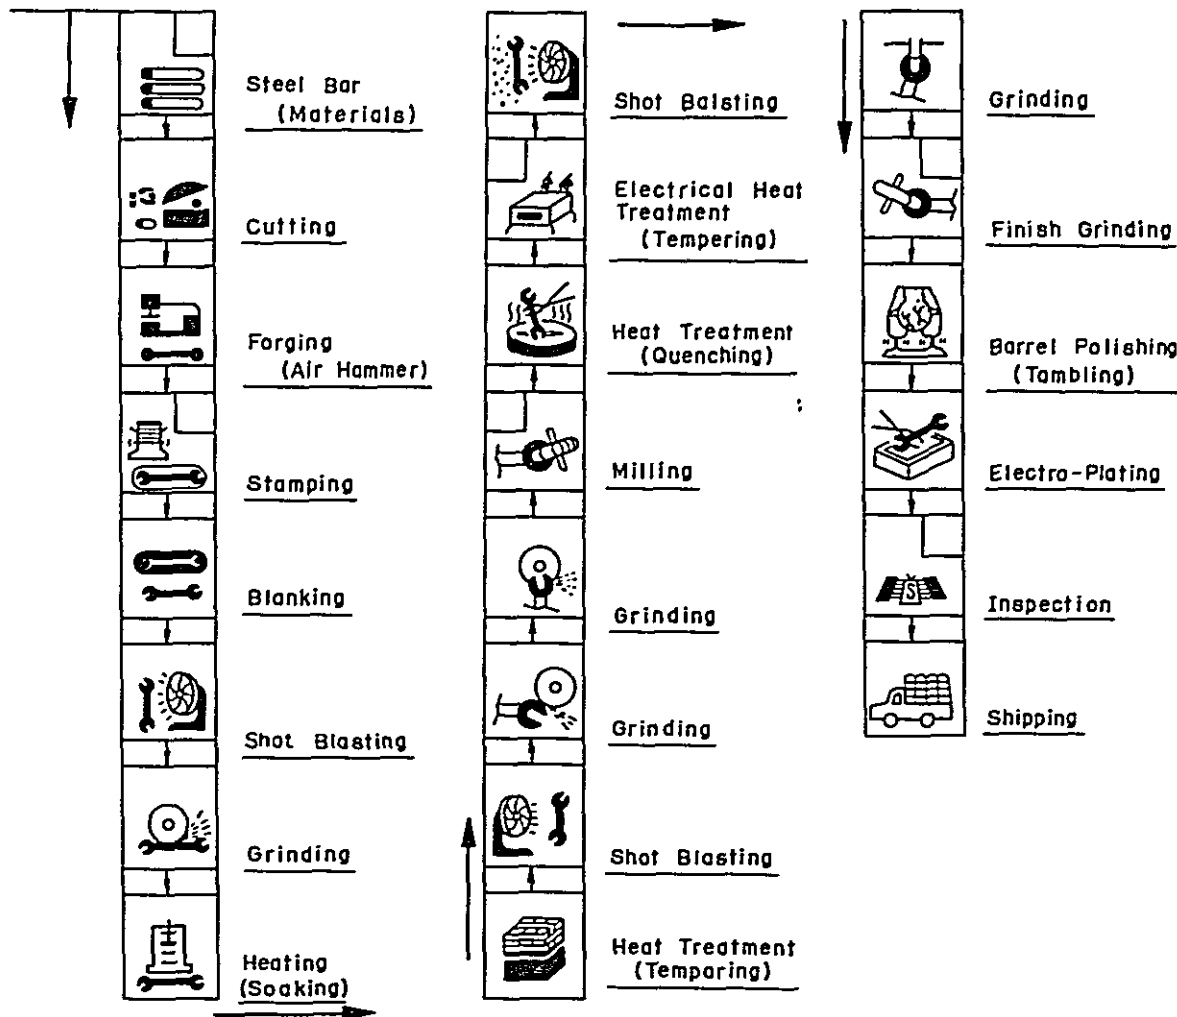 Steel Bar
(Materials)
Cutting
Forging
(Air Hammer)
Stamping
Blanking
Shot Blasting
Grinding
Heating
(Soaking)
Heat Treatment
(Temparing)
Shot Blasting
Grinding
Grinding
Milling
Heat Treatment
(Quenching)
Electrical Heat
Treatment
(Tempering)
Shot Balsting
Grinding
Finish Grinding
Barrel Polishing
(Tambling)
Electro-Plating
S
Inspection
Shipping